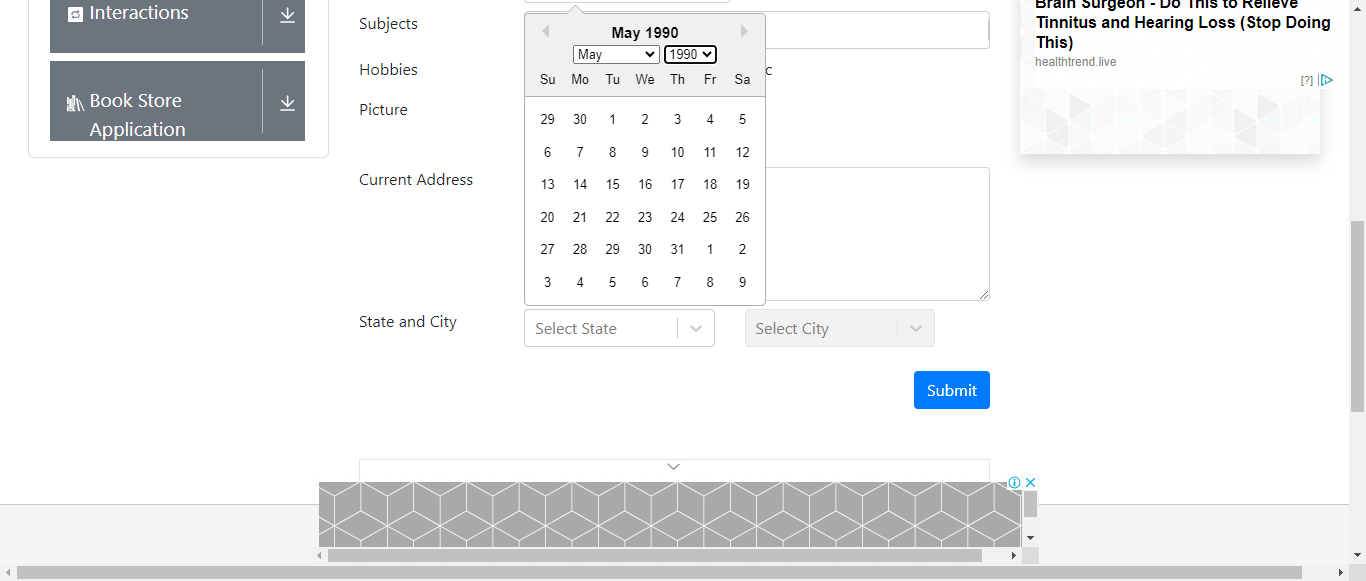 Interactions
Book Store
Application
Subjects
Hobbies
c
Picture
Current Address
State and City
May 1990
May 1990
Su Mo Tu We Th Fr Sa
29 30 1 2 3 4 5
6 7 8 9 10 11 12
13 14 15 16 17 18 19
20 21 22 23 24 25 26
27 28 29 30 31 1 2
3 4 5 6 7 8 9
Select State
Select City
Submit
Brain Surgeon - Do This to Relieve
Tinnitus and Hearing Loss (Stop Doing
This)
healthtrend.live
[?]